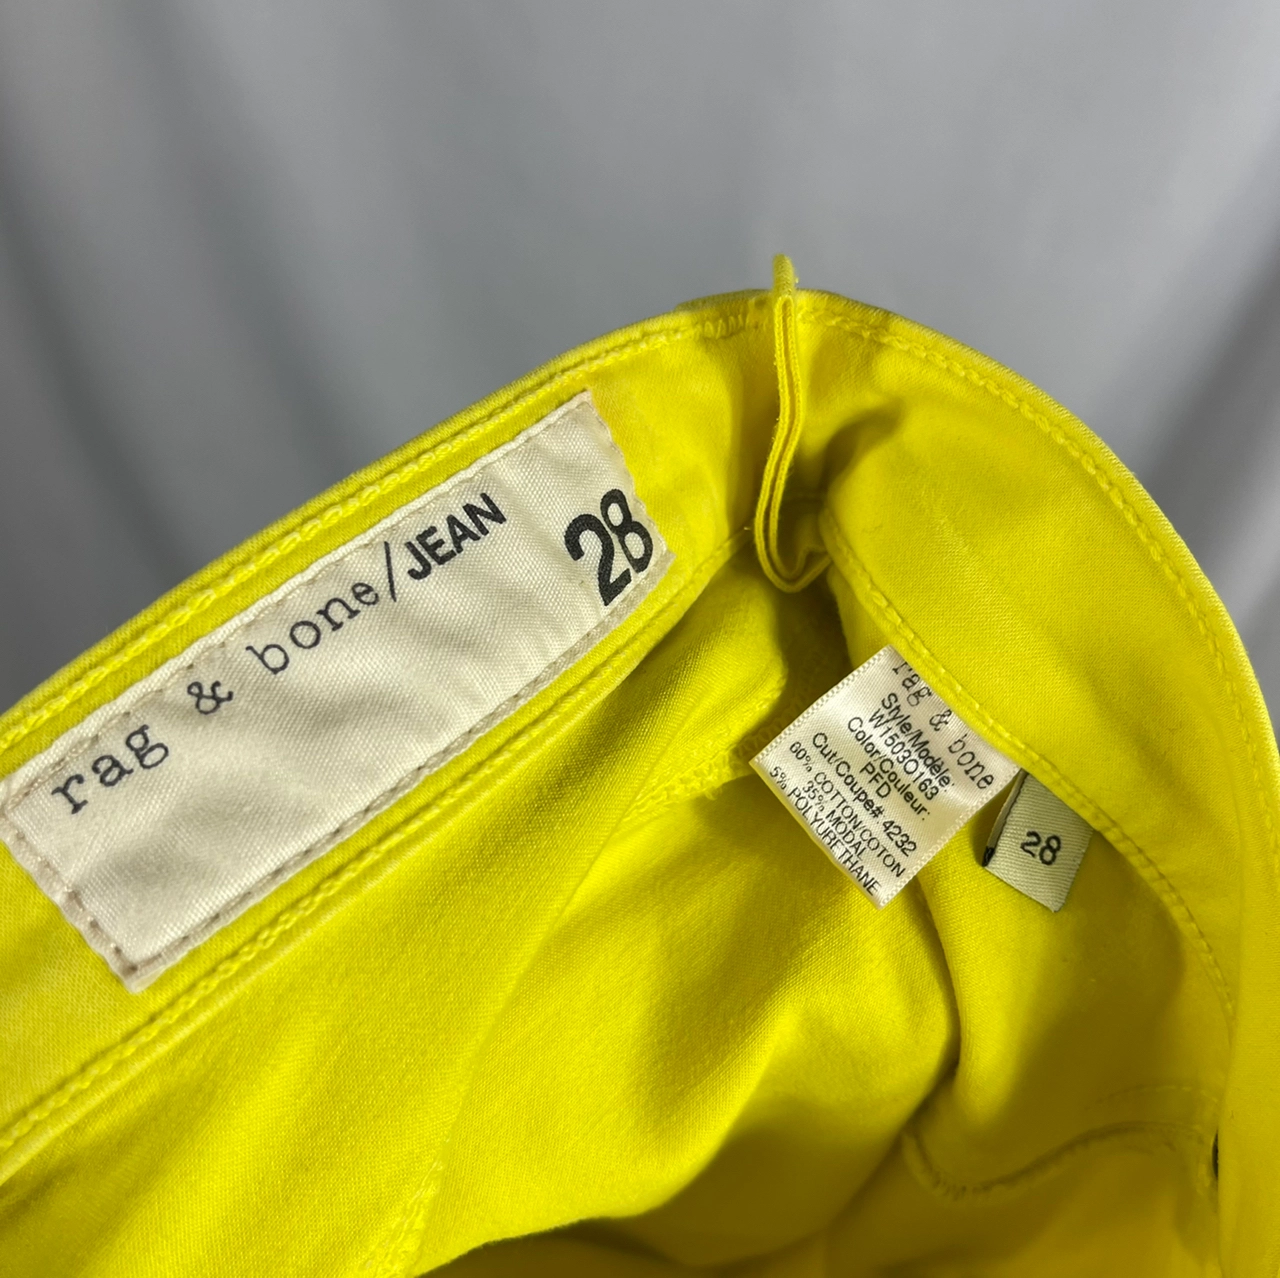 rag & bone/JEAN
28
rag & bone
Style/Modèle:
W1503O163
Color/Couleur:
PFD
Cut/Coupe# 4232
60% COTTON/COTON
35% MODAL
5% POLYURETHANE
28